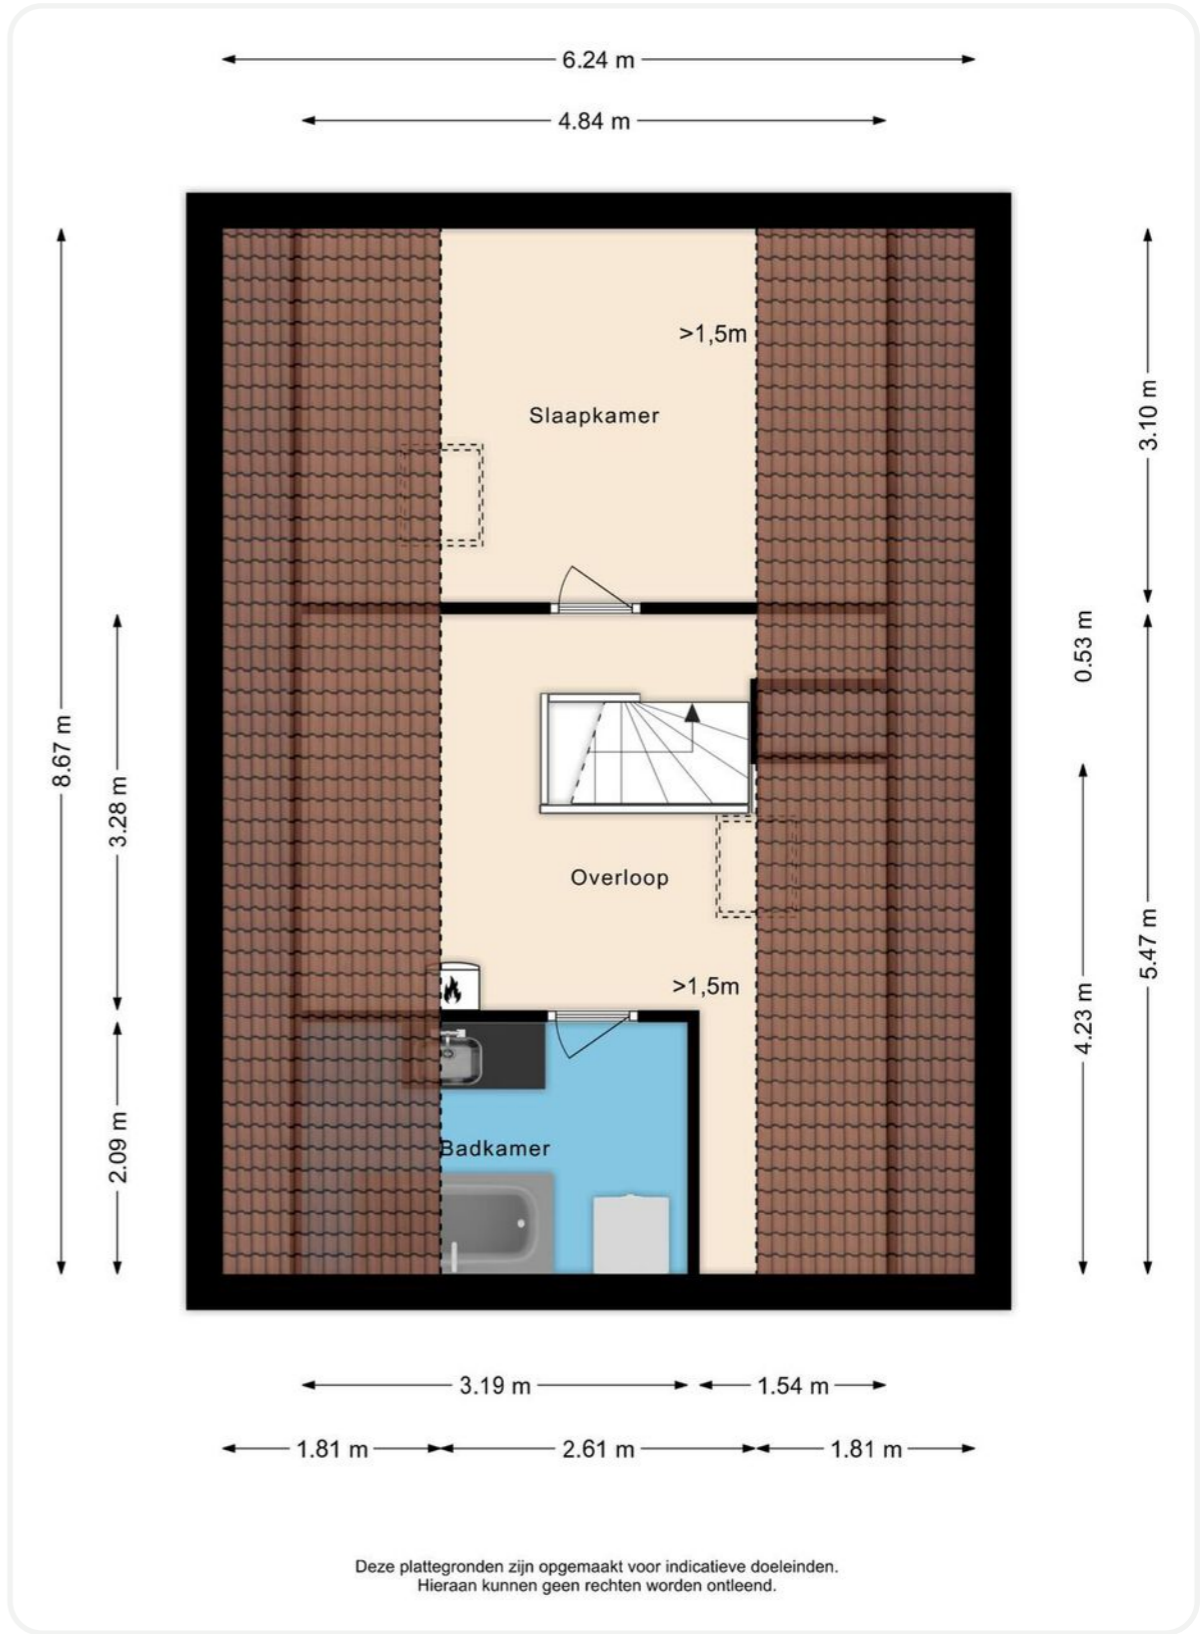 6.24 m
4.84 m
>1,5m
Slaapkamer
3.10 m
0.53 m
8.67 m
3.28 m
Overloop
5.47 m
>1,5m
4.23 m
2.09 m
Badkamer
3.19 m
1.54 m
1.81 m
2.61 m
1.81 m
Deze plattegronden zijn opgemaakt voor indicatieve doeleinden.
Hieraan kunnen geen rechten worden ontleend.